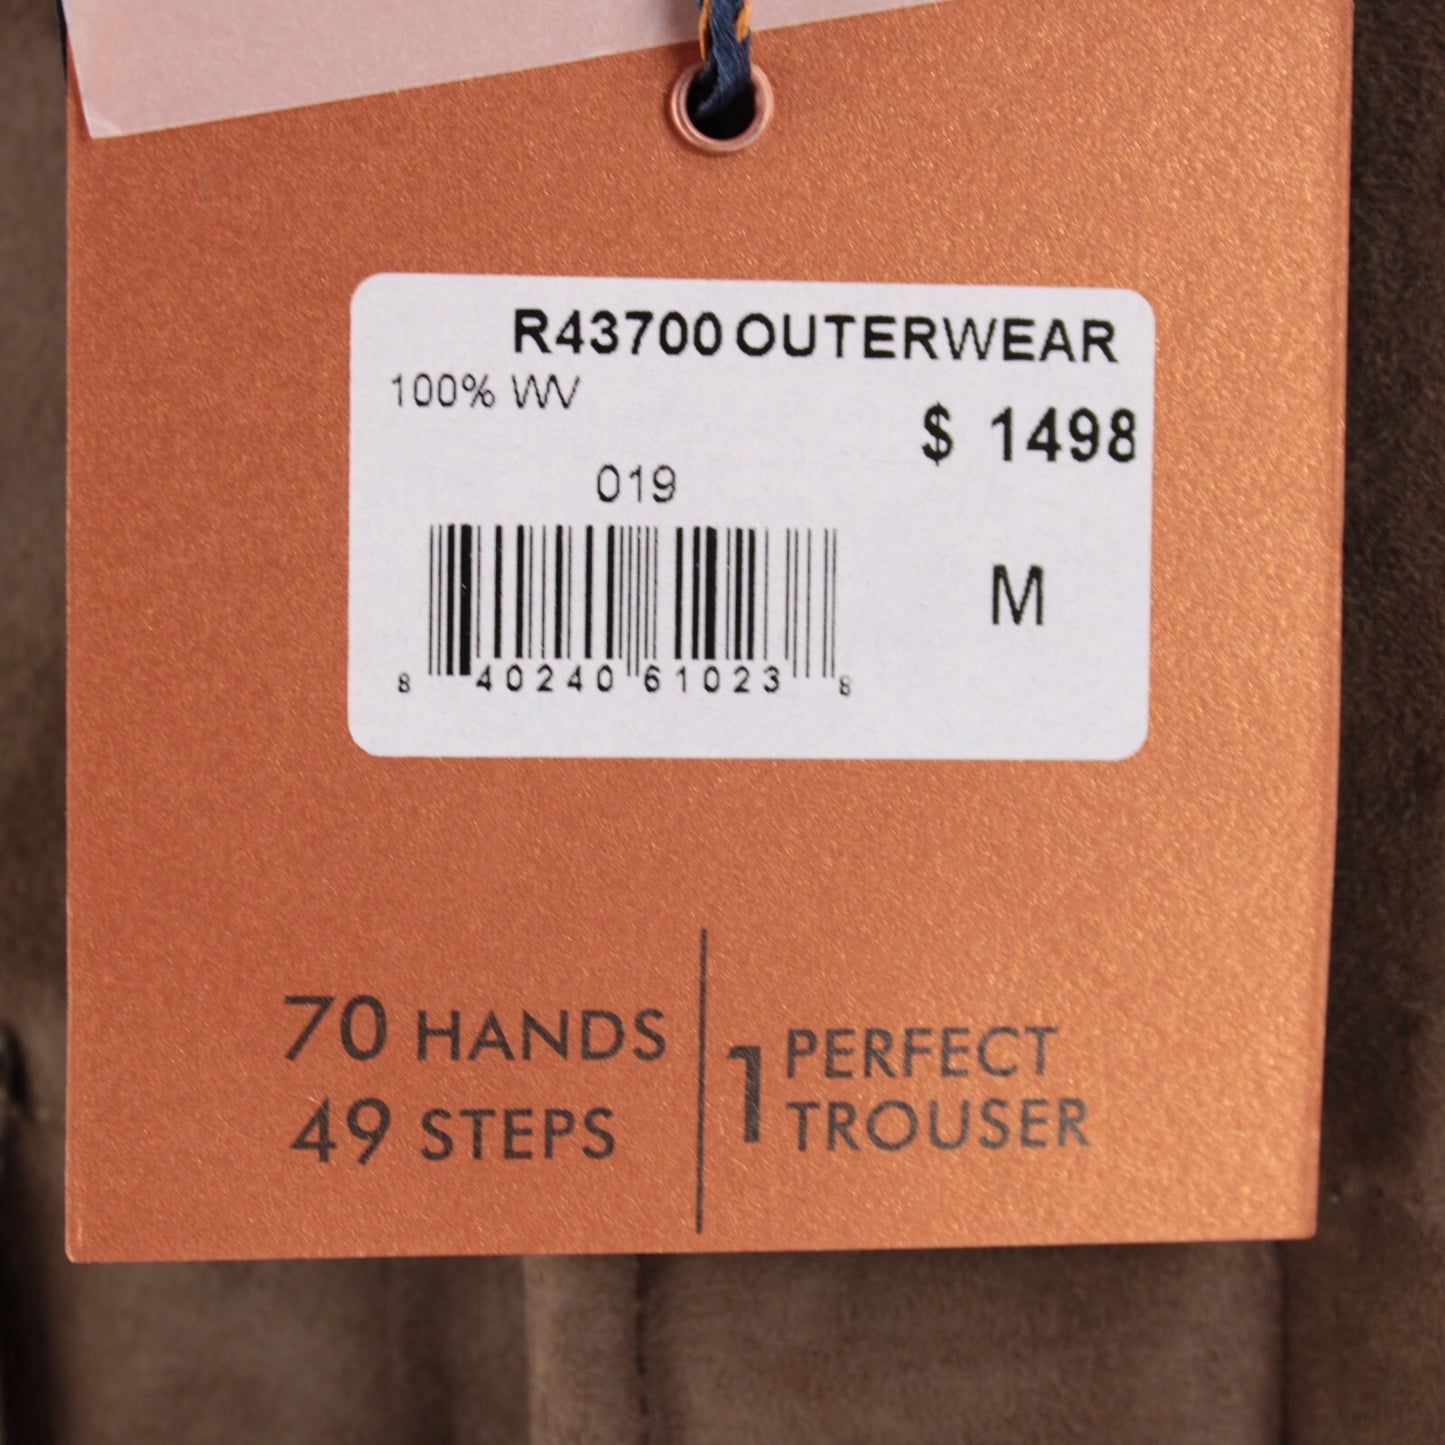 R43700 OUTERWEAR
100% WV
$ 1498
019
M
8 40240 61023 8
70 HANDS
49 STEPS
1 PERFECT
TROUSER